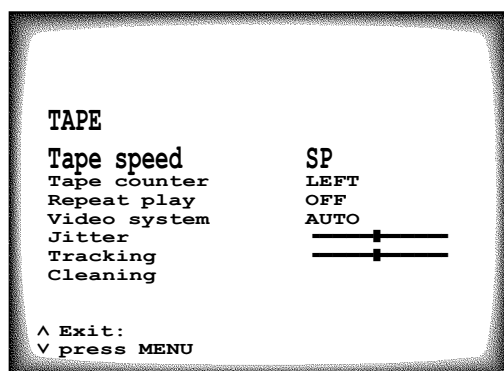 TAPE
Tape speed SP
Tape counter LEFT
Repeat play OFF
Video system AUTO
Jitter
Tracking
Cleaning
∧ Exit:
∨ press MENU